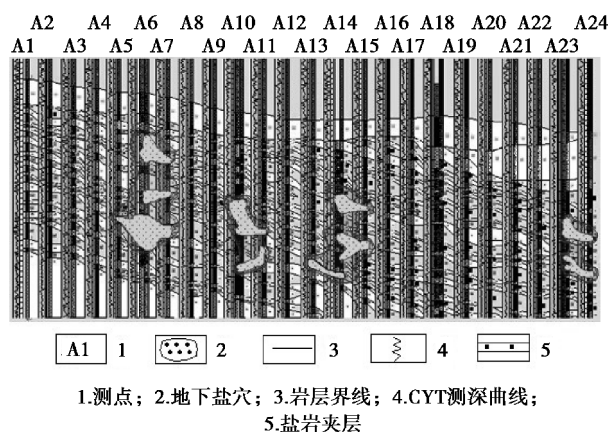 A2 A4 A6 A8 A10 A12 A14 A16 A18 A20 A22 A24
A1 A3 A5 A7 A9 A11 A13 A15 A17 A19 A21 A23
A1 1 2 3 4 5
1.测点；2.地下盐穴；3.岩层界线；4.CYT测深曲线；
5.盐岩夹层